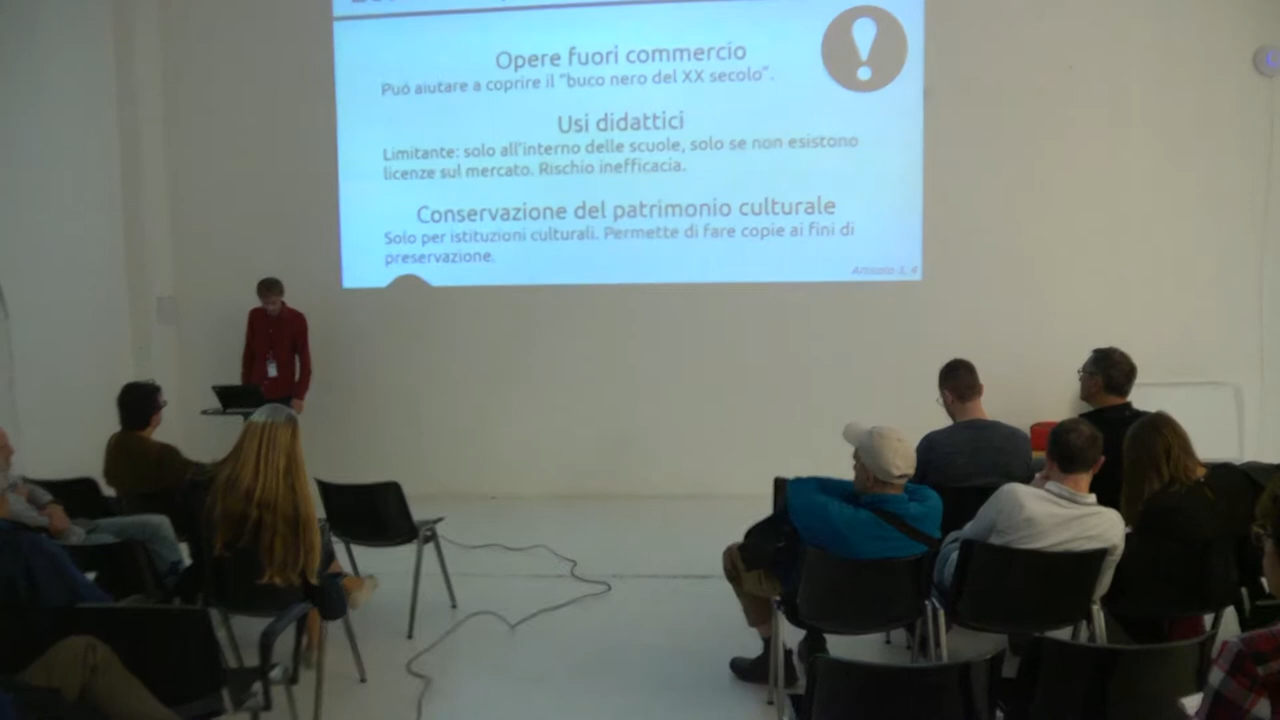 Opere fuori commercio
Può aiutare a coprire il "buco nero del XX secolo".
Usi didattici
Limitante: solo all'interno delle scuole, solo se non esistono
licenze sul mercato. Rischio inefficacia.
Conservazione del patrimonio culturale
Solo per istituzioni culturali. Permette di fare copie ai fini di
preservazione.
Articolo 3, 4